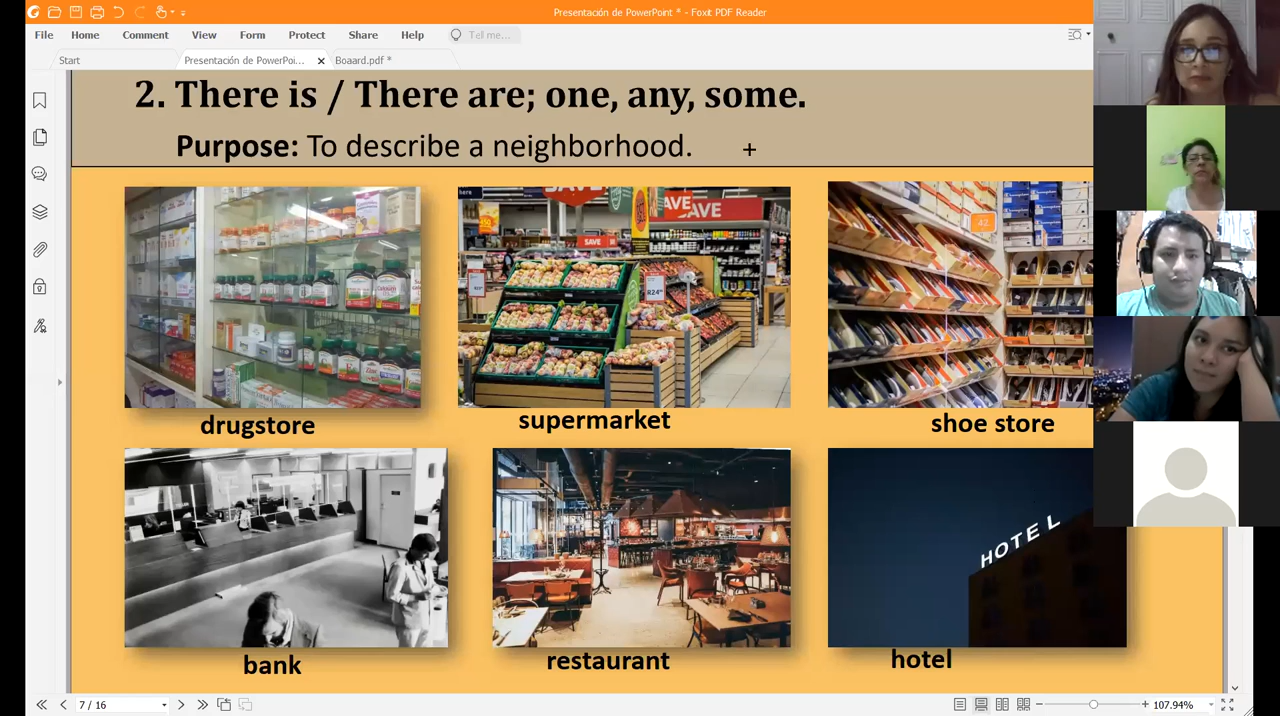 Presentación de PowerPoint * - Foxit PDF Reader
File Home Comment View Form Protect Share Help Tell me...
Start Presentación de PowerPoi... Boaard.pdf *
2. There is / There are; one, any, some.
Purpose: To describe a neighborhood.
SAVE
SAVE
SAVE
42
drugstore
supermarket
shoe store
HOTEL
bank
restaurant
hotel
7 / 16
107.94%